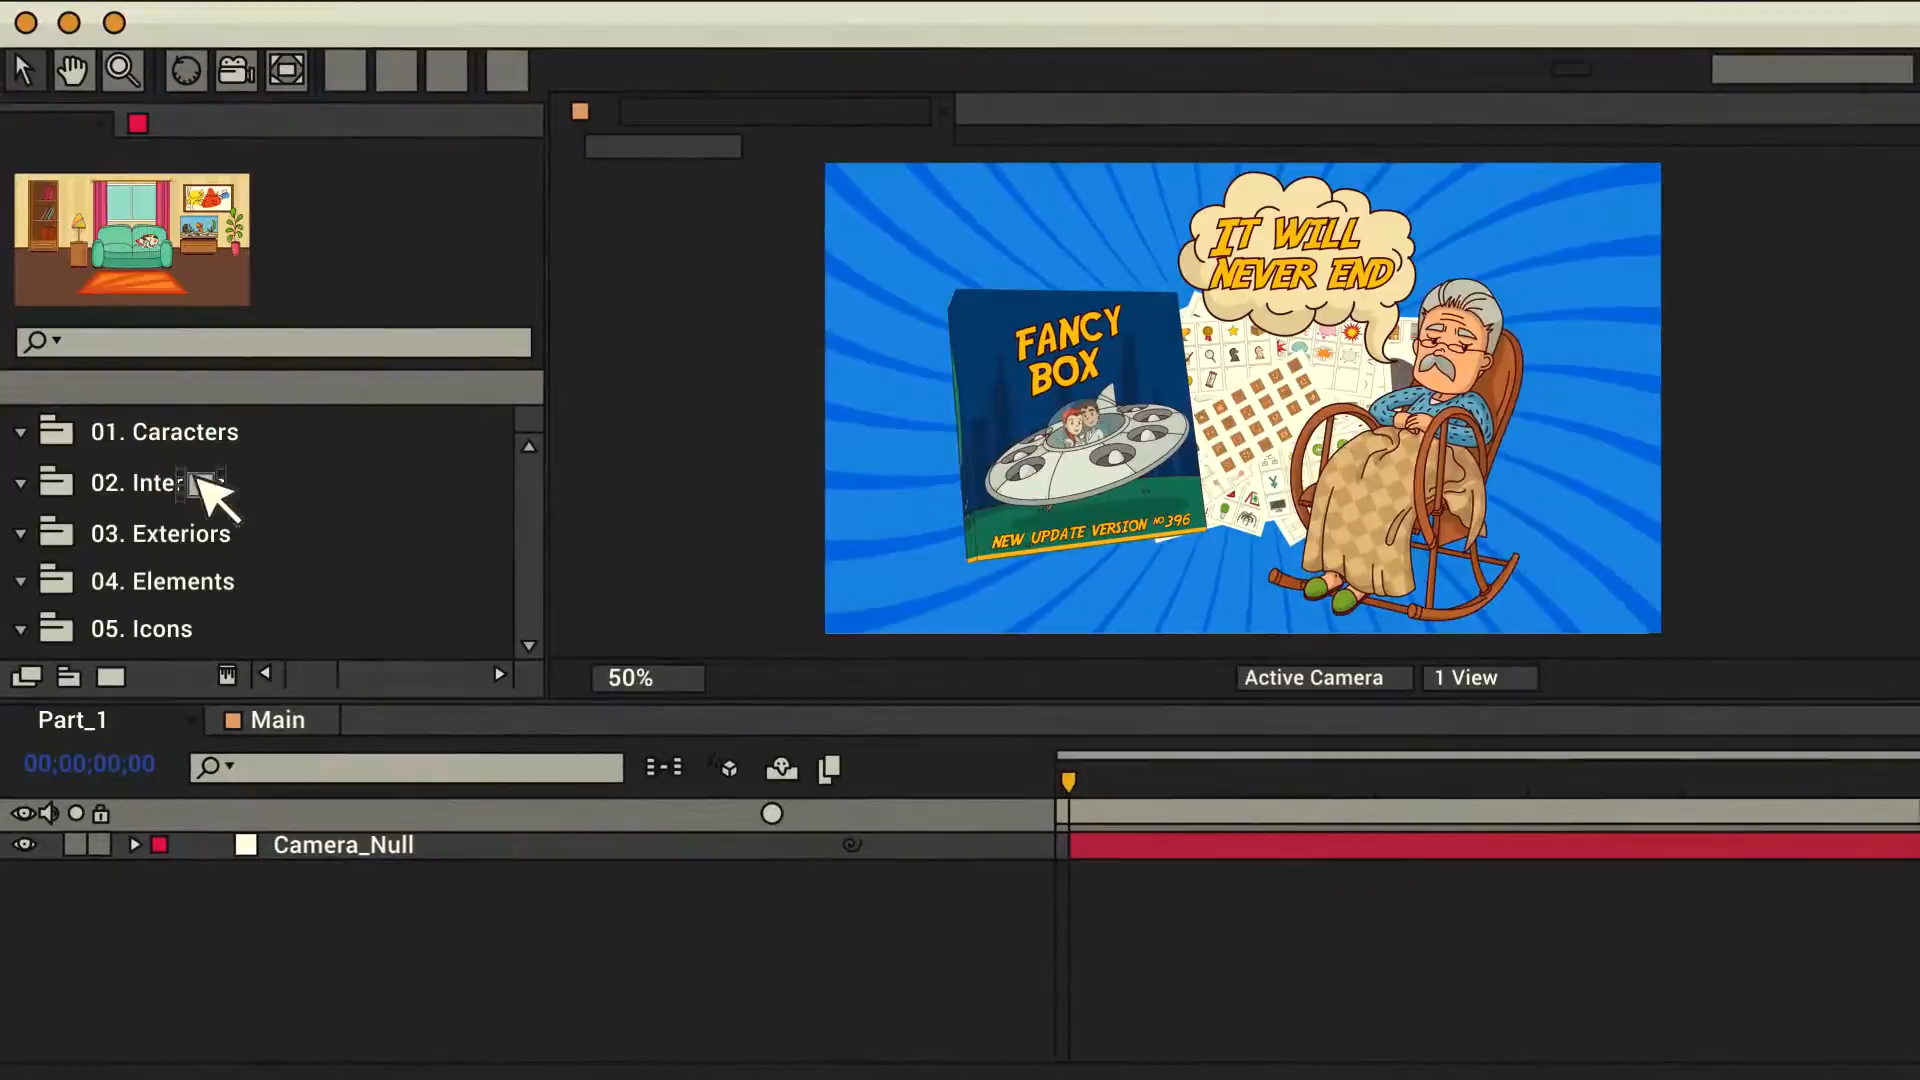 IT WILL
NEVER END
FANCY
BOX
NEW UPDATE VERSION Nº396
01. Caracters
02. Inte
03. Exteriors
04. Elements
05. Icons
50%
Active Camera
1 View
Part_1
Main
00;00;00;00
Camera_Null